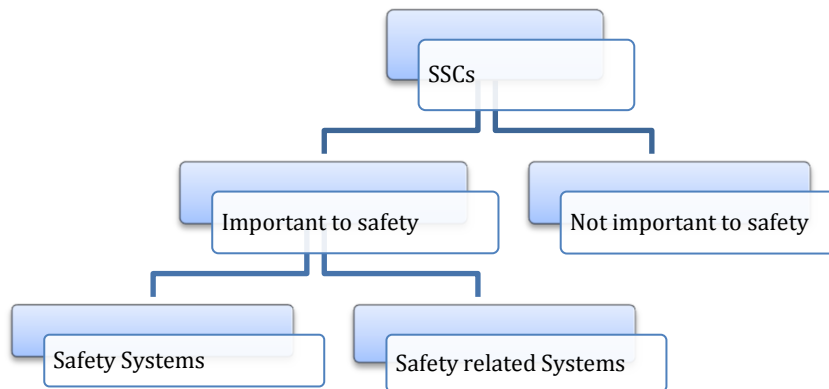 SSCs
Important to safety
Not important to safety
Safety Systems
Safety related Systems